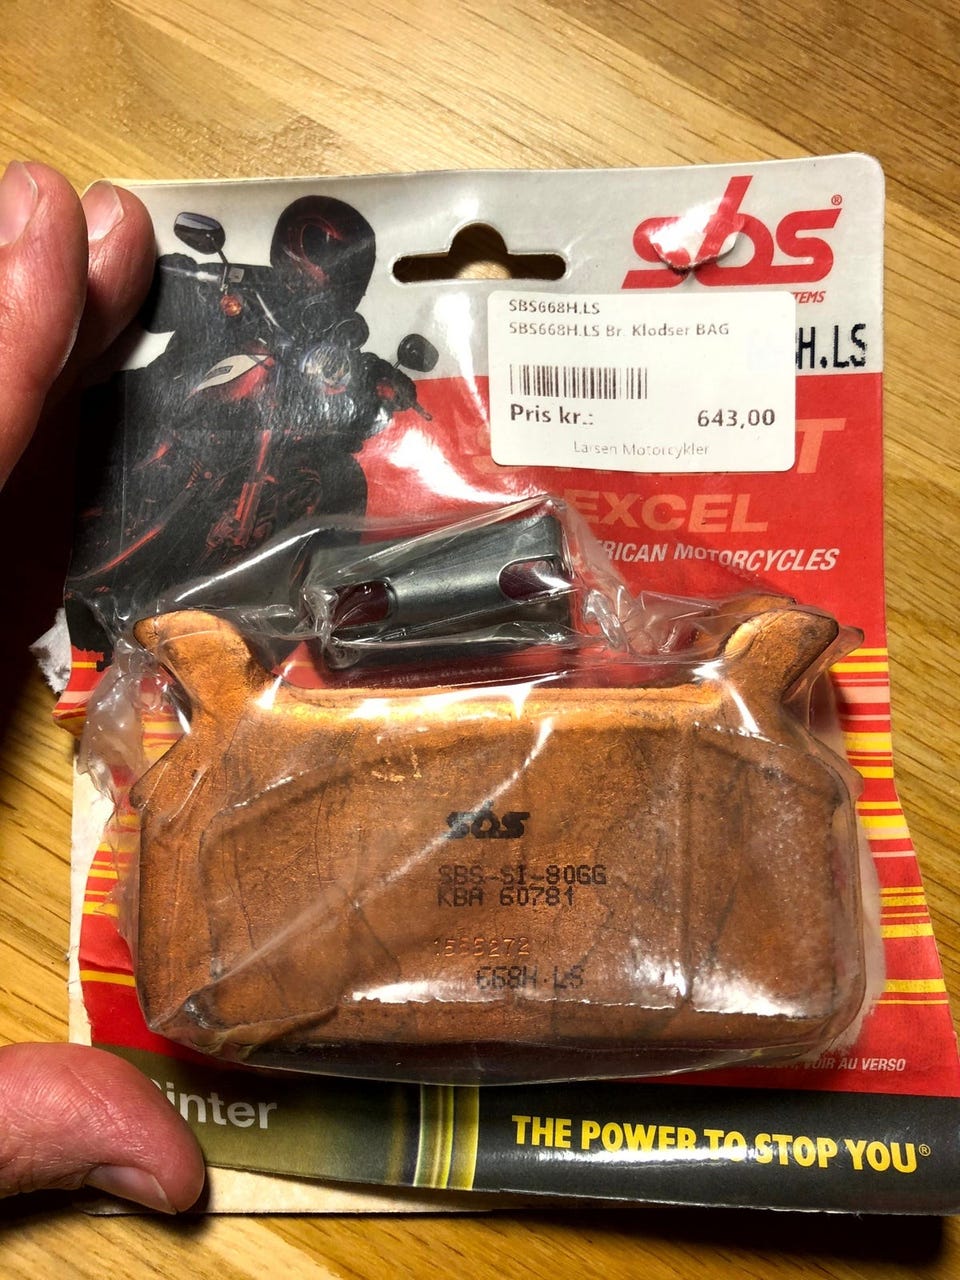 sbs®
TEMS
SBS668H.LS
SBS668H.LS Br. Klodser BAG
H.LS
Pris kr.: 643,00
Larsen Motorcykler
T
EXCEL
RICAN MOTORCYCLES
sbs
SBS-SI-80GG
KBA 60781
668H.LS
VOIR AU VERSO
inter
THE POWER TO STOP YOU®